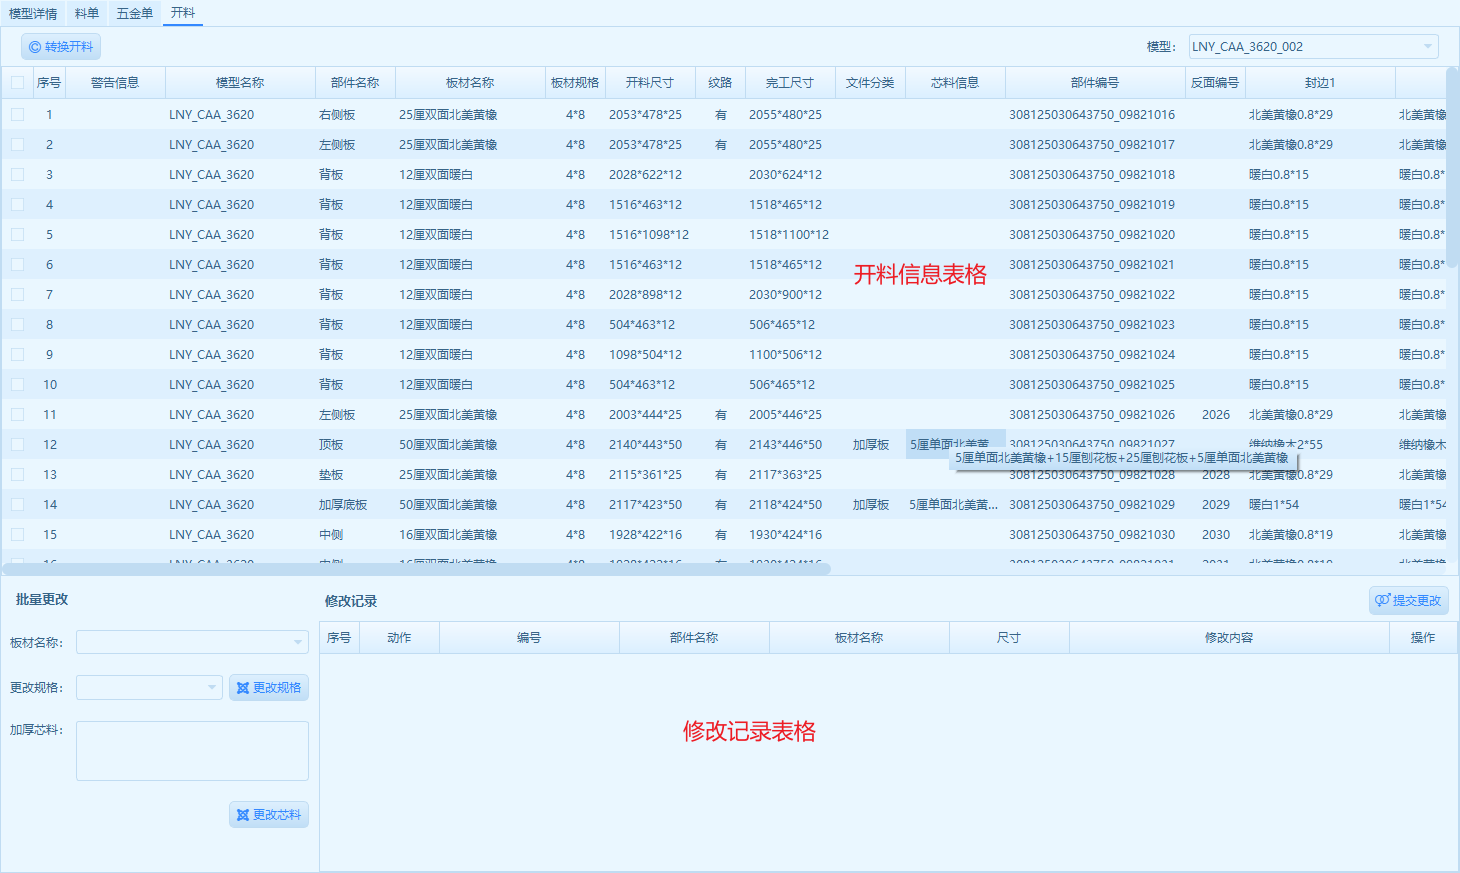 模型详情 料单 五金单 开料
转换开料 模型： LNY_CAA_3620_002
序号 警告信息 模型名称 部件名称 板材名称 板材规格 开料尺寸 纹路 完工尺寸 文件分类 芯料信息 部件编号 反面编号 封边1
1 LNY_CAA_3620 右侧板 25厘双面北美黄橡 4*8 2053*478*25 有 2055*480*25 308125030643750_09821016 北美黄橡0.8*29 北美黄橡
2 LNY_CAA_3620 左侧板 25厘双面北美黄橡 4*8 2053*478*25 有 2055*480*25 308125030643750_09821017 北美黄橡0.8*29 北美黄橡
3 LNY_CAA_3620 背板 12厘双面暖白 4*8 2028*622*12 2030*624*12 308125030643750_09821018 暖白0.8*15 暖白0.8*
4 LNY_CAA_3620 背板 12厘双面暖白 4*8 1516*463*12 1518*465*12 308125030643750_09821019 暖白0.8*15 暖白0.8*
5 LNY_CAA_3620 背板 12厘双面暖白 4*8 1516*1098*12 1518*1100*12 308125030643750_09821020 暖白0.8*15 暖白0.8*
6 LNY_CAA_3620 背板 12厘双面暖白 4*8 1516*463*12 1518*465*12 308125030643750_09821021 暖白0.8*15 暖白0.8*
开料信息表格
7 LNY_CAA_3620 背板 12厘双面暖白 4*8 2028*898*12 2030*900*12 308125030643750_09821022 暖白0.8*15 暖白0.8*
8 LNY_CAA_3620 背板 12厘双面暖白 4*8 504*463*12 506*465*12 308125030643750_09821023 暖白0.8*15 暖白0.8*
9 LNY_CAA_3620 背板 12厘双面暖白 4*8 1098*504*12 1100*506*12 308125030643750_09821024 暖白0.8*15 暖白0.8*
10 LNY_CAA_3620 背板 12厘双面暖白 4*8 504*463*12 506*465*12 308125030643750_09821025 暖白0.8*15 暖白0.8*
11 LNY_CAA_3620 左侧板 25厘双面北美黄橡 4*8 2003*444*25 有 2005*446*25 308125030643750_09821026 2026 北美黄橡0.8*29 北美黄橡
12 LNY_CAA_3620 顶板 50厘双面北美黄橡 4*8 2140*443*50 有 2143*446*50 加厚板 5厘单面北美黄 308125030643750_09821027 维纳橡木2*55 维纳橡木
5厘单面北美黄橡+15厘刨花板+25厘刨花板+5厘单面北美黄橡
13 LNY_CAA_3620 垫板 25厘双面北美黄橡 4*8 2115*361*25 有 2117*363*25 308125030643750_09821028 2028 北美黄橡0.8*29 北美黄橡
14 LNY_CAA_3620 加厚底板 50厘双面北美黄橡 4*8 2117*423*50 有 2118*424*50 加厚板 5厘单面北美黄... 308125030643750_09821029 2029 暖白1*54 暖白1*54
15 LNY_CAA_3620 中侧 16厘双面北美黄橡 4*8 1928*422*16 有 1930*424*16 308125030643750_09821030 2030 北美黄橡0.8*19 北美黄橡
批量更改 修改记录 提交更改
序号 动作 编号 部件名称 板材名称 尺寸 修改内容 操作
板材名称：
更改规格： 更改规格
加厚芯料：
修改记录表格
更改芯料